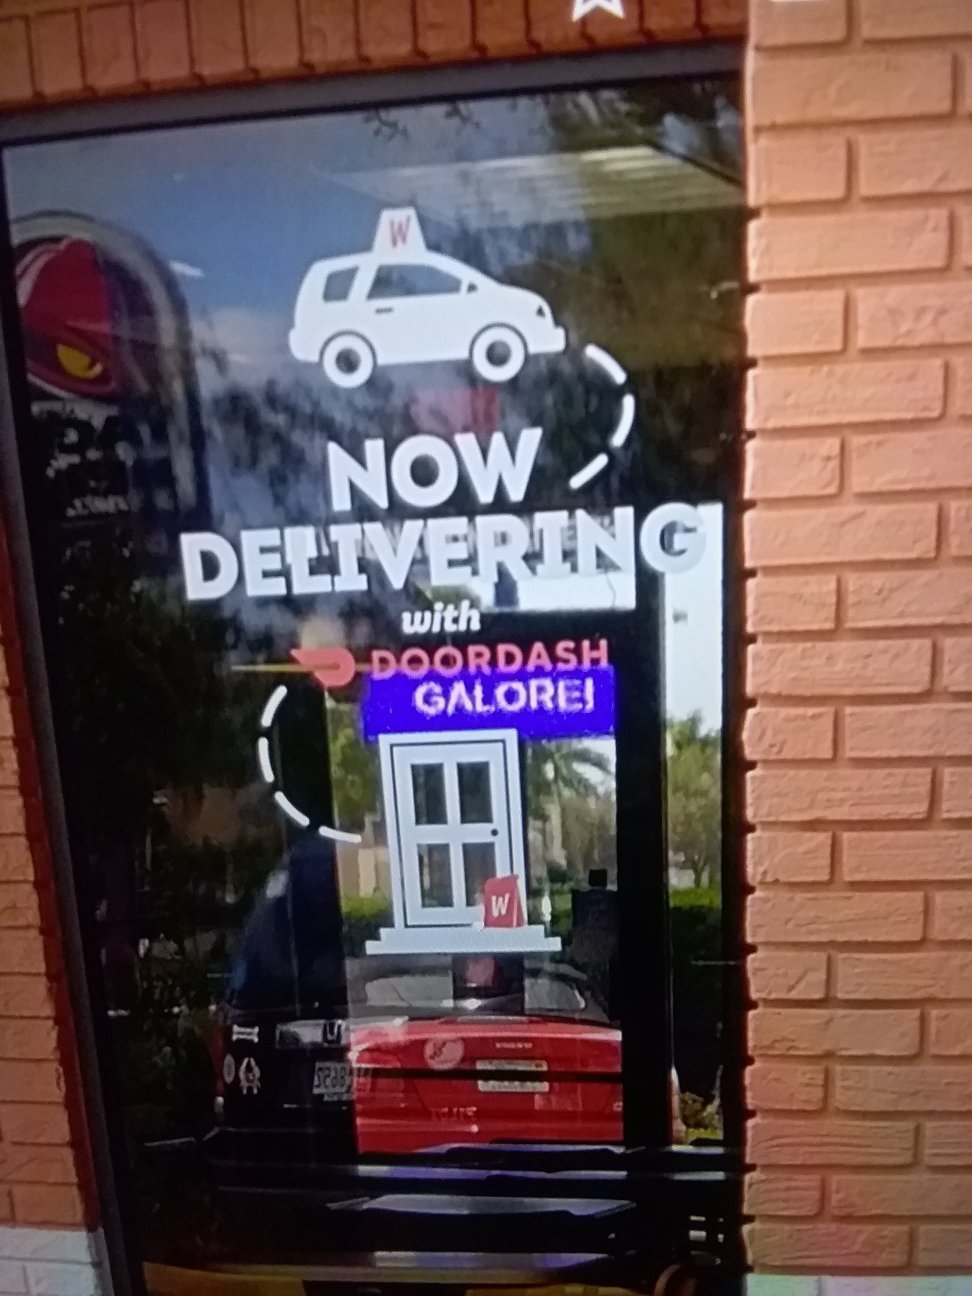 W
NOW
DELIVERING
with
DOORDASH
GALORE!
W